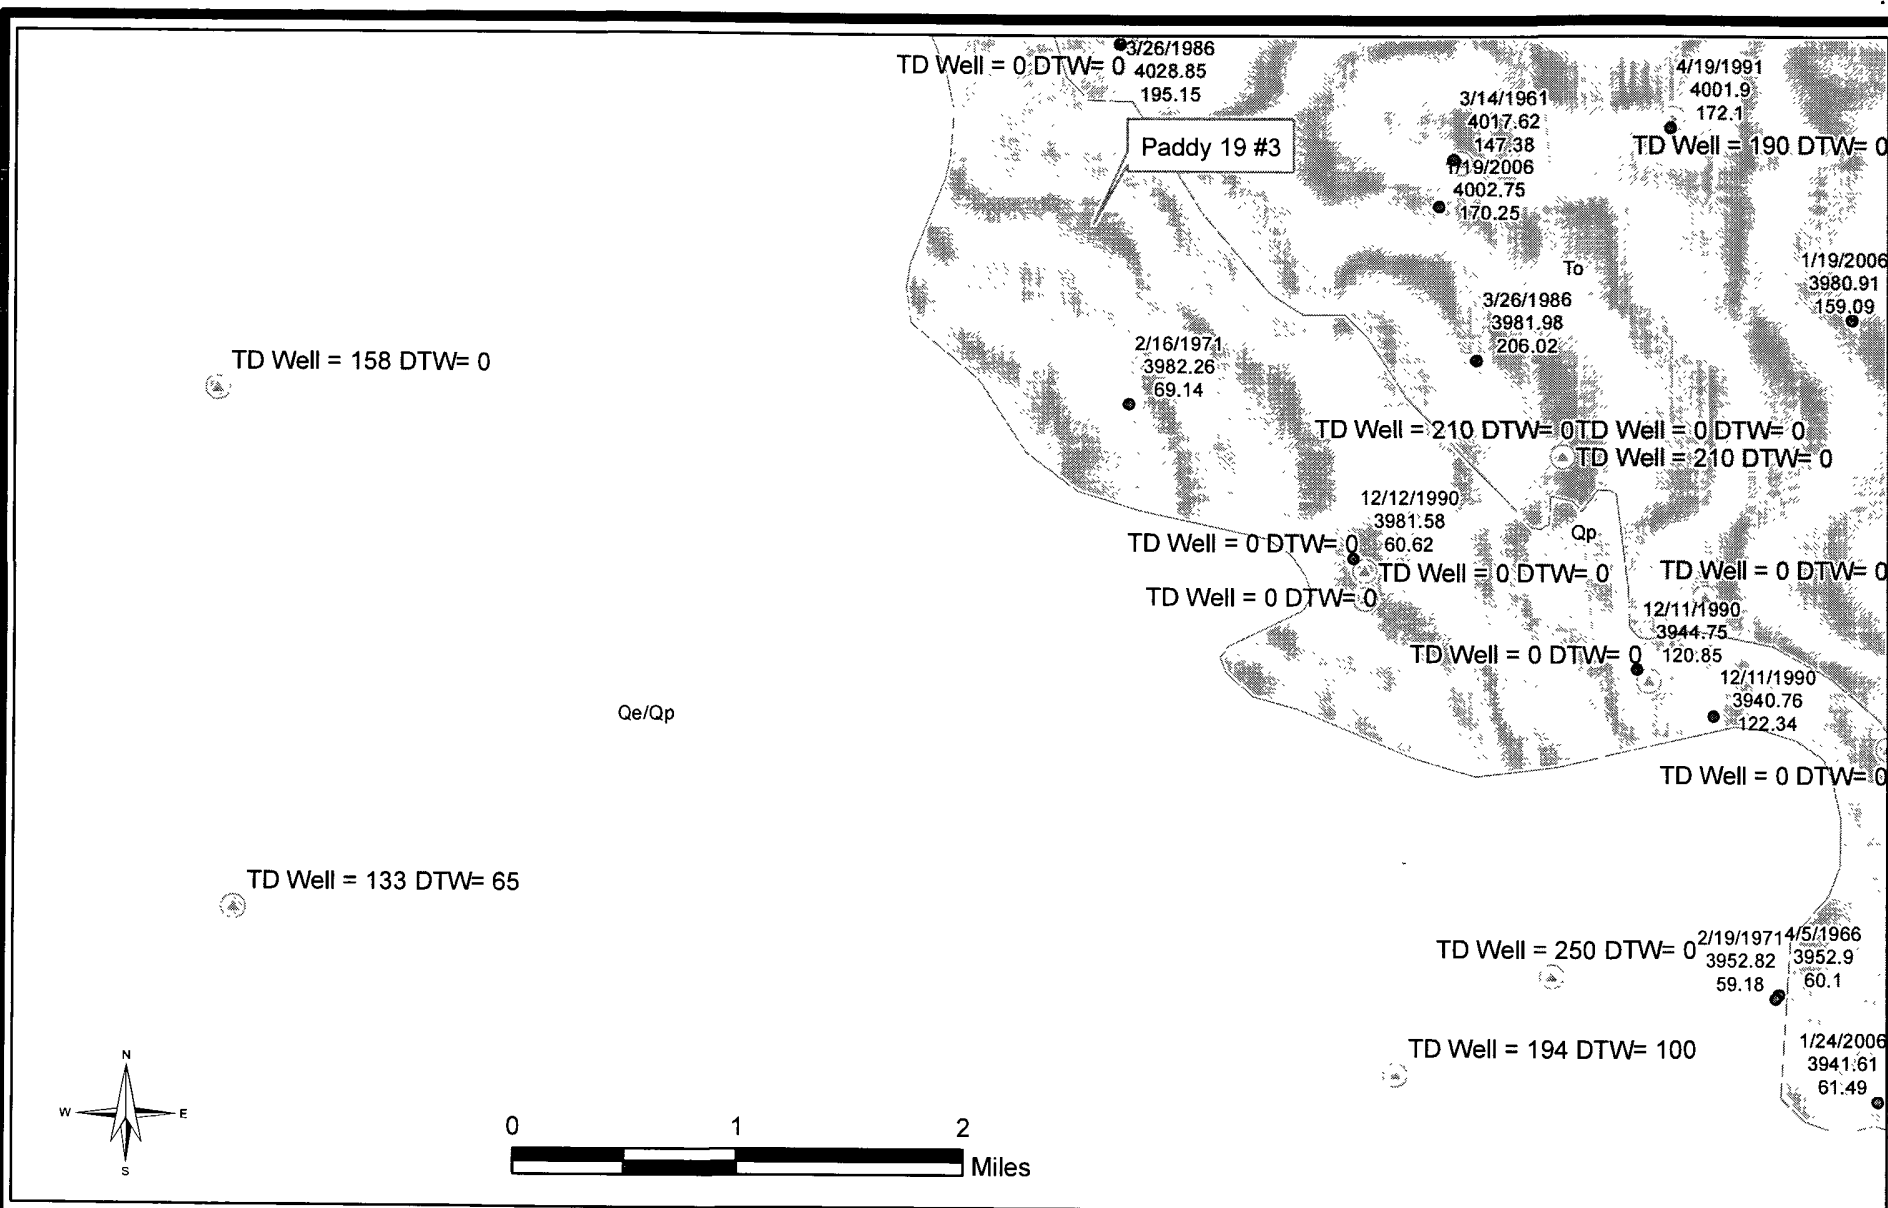 3/26/1986
TD Well = 0 DTW= 0
4028.85
195.15
4/19/1991
4001.9
172.1
TD Well = 190 DTW= 0
3/14/1961
4017.62
147.38
1/19/2006
4002.75
170.25
Paddy 19 #3
To
1/19/2006
3980.91
159.09
3/26/1986
3981.98
206.02
2/16/1971
3982.26
69.14
TD Well = 158 DTW= 0
TD Well = 210 DTW= 0
TD Well = 0 DTW= 0
TD Well = 210 DTW= 0
12/12/1990
3981.58
60.62
Qp
TD Well = 0 DTW= 0
TD Well = 0 DTW= 0
TD Well = 0 DTW= 0
TD Well = 0 DTW= 0
12/11/1990
3944.75
120.85
TD Well = 0 DTW= 0
12/11/1990
3940.76
122.34
Qe/Qp
TD Well = 0 DTW= 0
TD Well = 133 DTW= 65
TD Well = 250 DTW= 0
2/19/1971
3952.82
59.18
4/5/1966
3952.9
60.1
1/24/2006
3941.61
61.49
TD Well = 194 DTW= 100
N
W
E
S
0 1 2
Miles